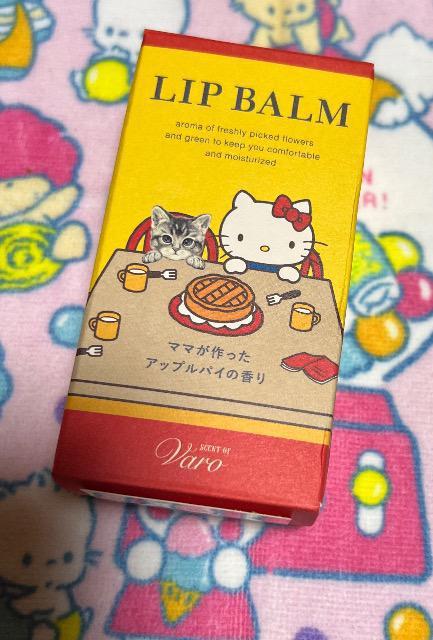 LIP BALM
aroma of freshly picked flowers
and green to keep you comfortable
and moisturized
ママが作った
アップルパイの香り
SCENT OF
Varo